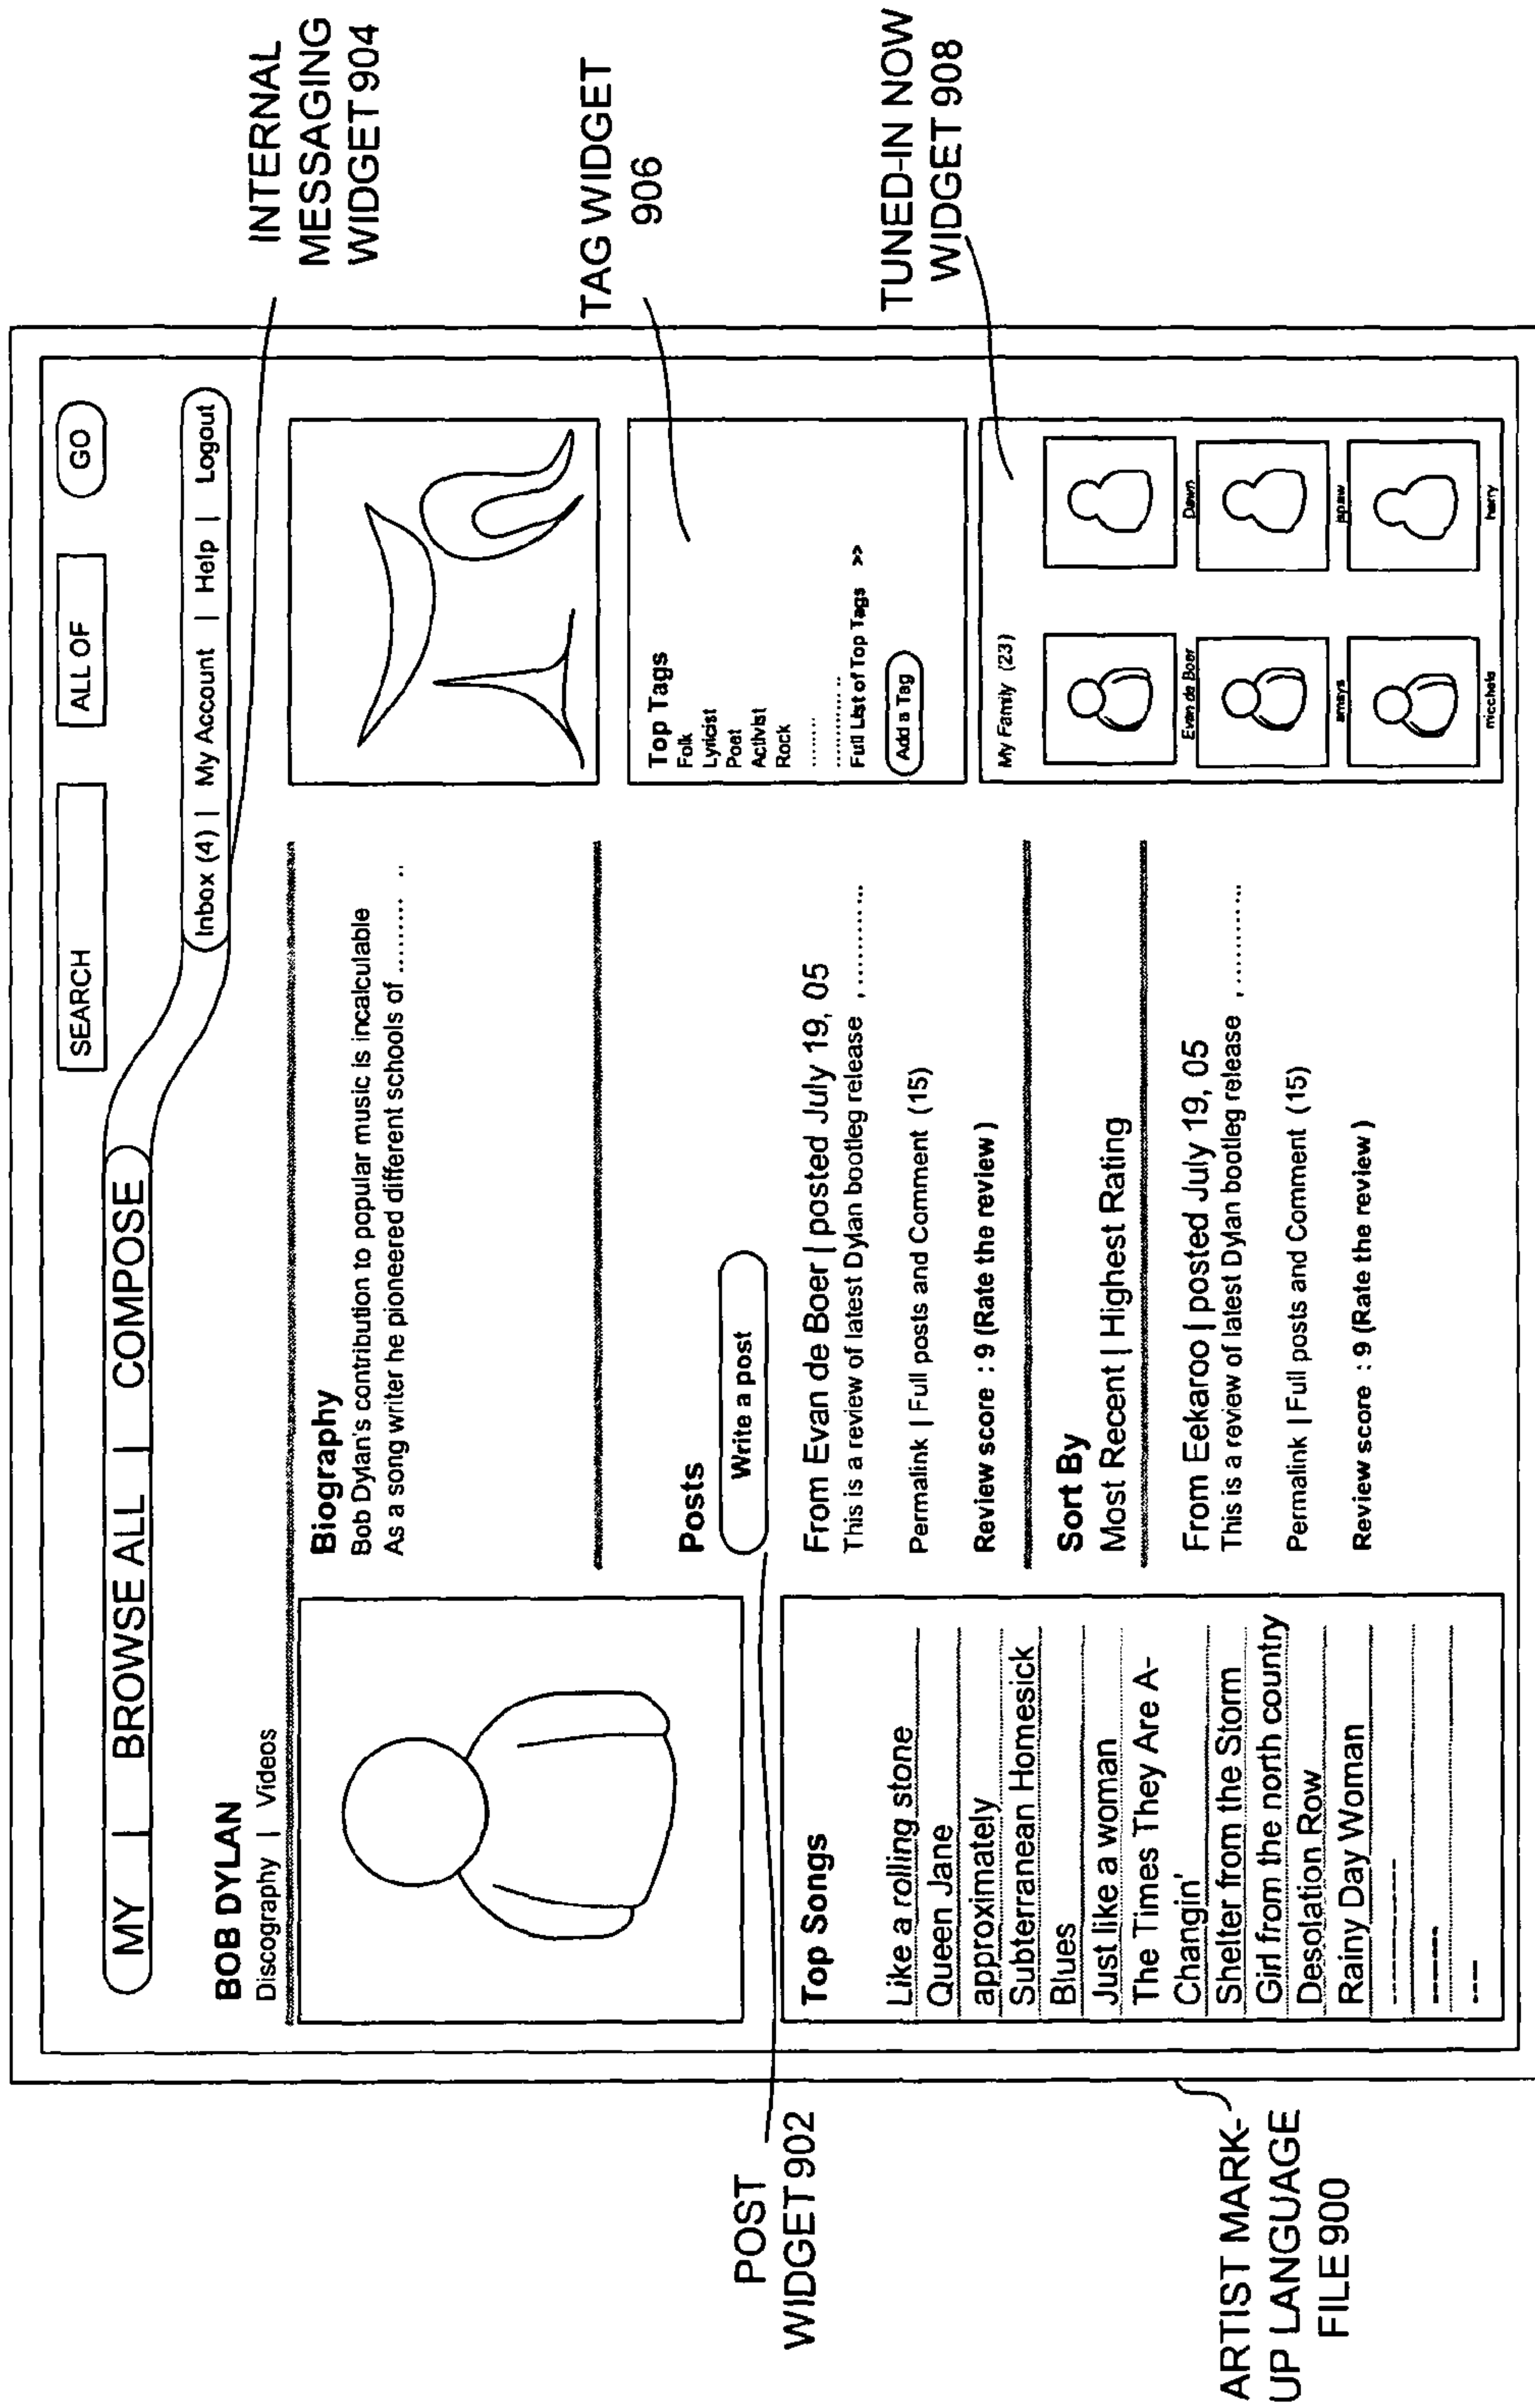 SEARCH
ALL OF
GO
MY | BROWSE ALL | COMPOSE
Inbox (4) | My Account | Help | Logout
INTERNAL
MESSAGING
WIDGET 904
BOB DYLAN
Discography | Videos
Biography
Bob Dylan's contribution to popular music is incalculable
As a song writer he pioneered different schools of ......... ..
TAG WIDGET
906
Top Tags
Folk
Lyricist
Poet
Activist
Rock
........
............
Full List of Top Tags >>
Add a Tag
POST
WIDGET 902
Posts
Write a post
From Evan de Boer | posted July 19, 05
This is a review of latest Dylan bootleg release , ...........
Permalink | Full posts and Comment (15)
Review score : 9 (Rate the review )
Sort By
Most Recent | Highest Rating
From Eekaroo | posted July 19, 05
This is a review of latest Dylan bootleg release , ...........
Permalink | Full posts and Comment (15)
Review score : 9 (Rate the review )
TUNED-IN NOW
WIDGET 908
My Family (23)
Evan de Boer
Dawn
amays
jspaw
micchele
harry
Top Songs
Like a rolling stone
Queen Jane
approximately
Subterranean Homesick
Blues
Just like a woman
The Times They Are A-
Changin'
Shelter from the Storm
Girl from the north country
Desolation Row
Rainy Day Woman
ARTIST MARK-
UP LANGUAGE
FILE 900